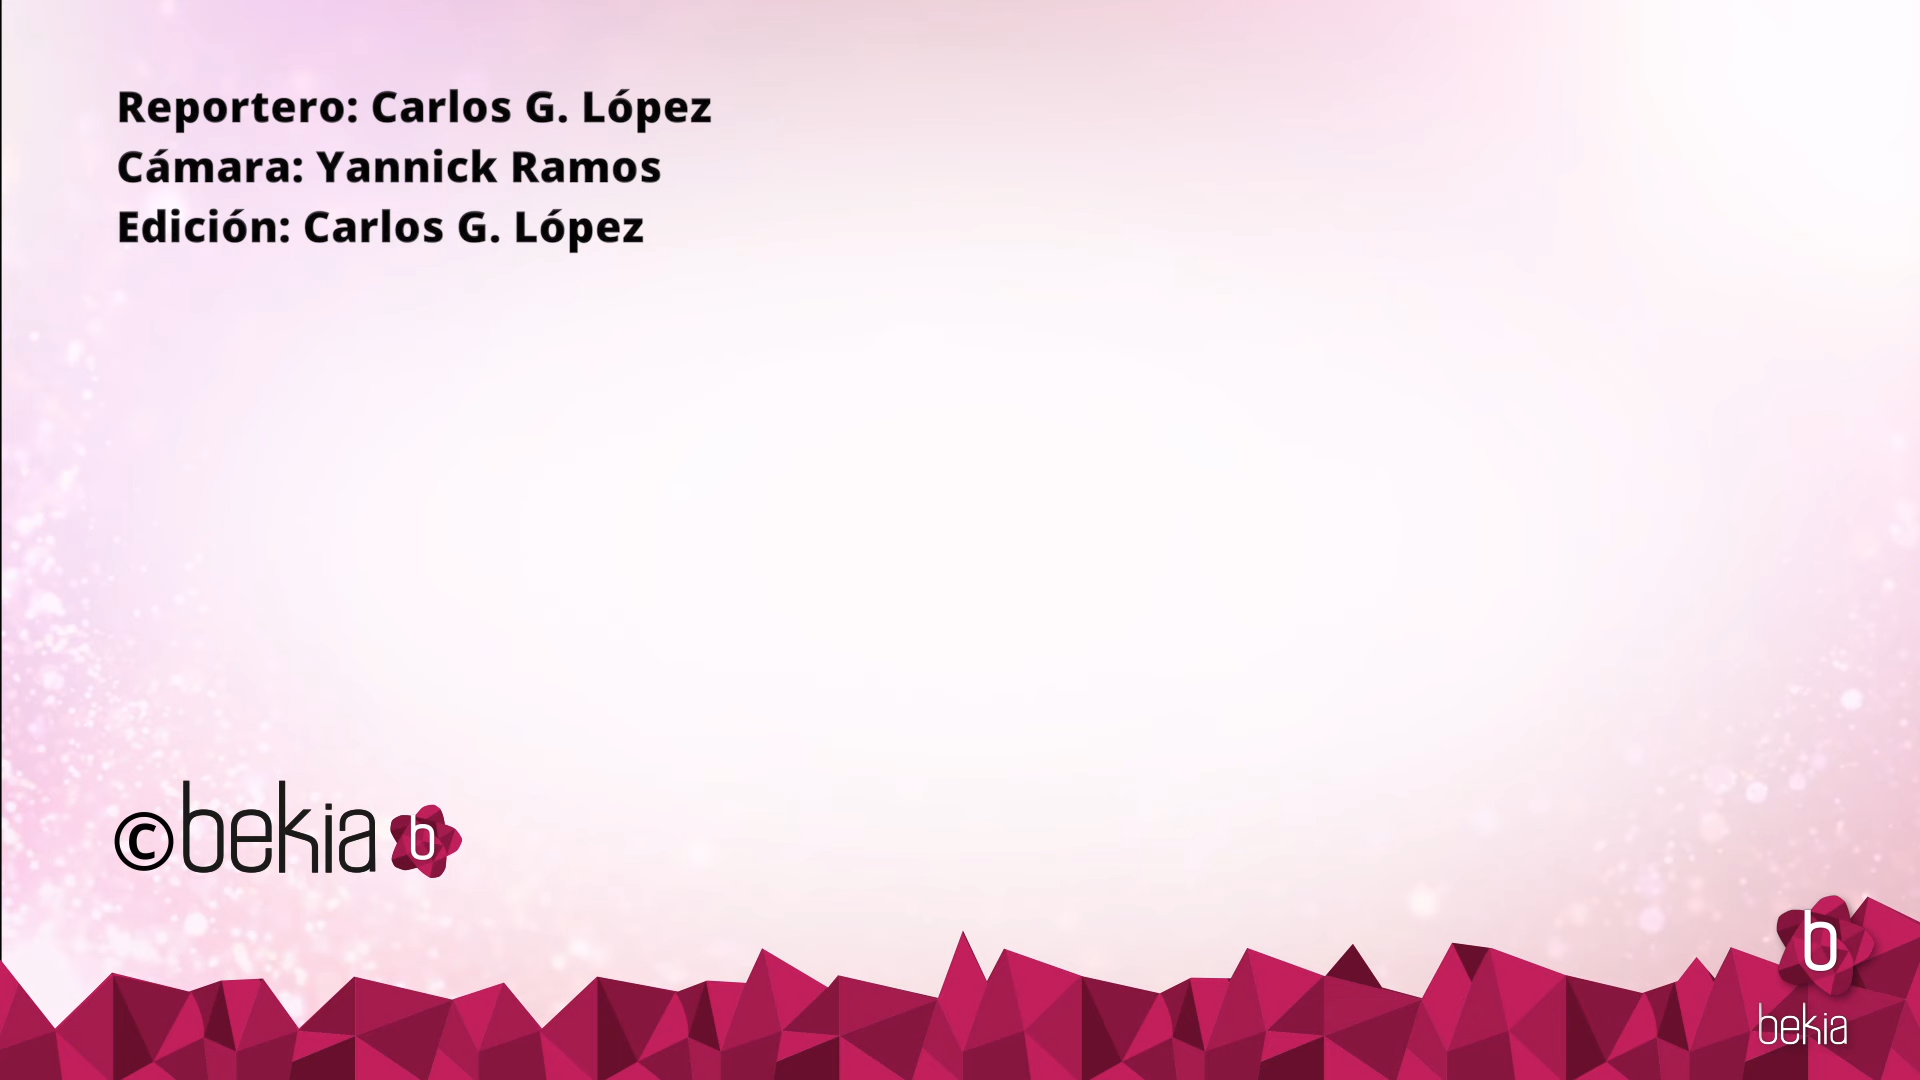 Reportero: Carlos G. López
Cámara: Yannick Ramos
Edición: Carlos G. López
©bekia b
b
bekia